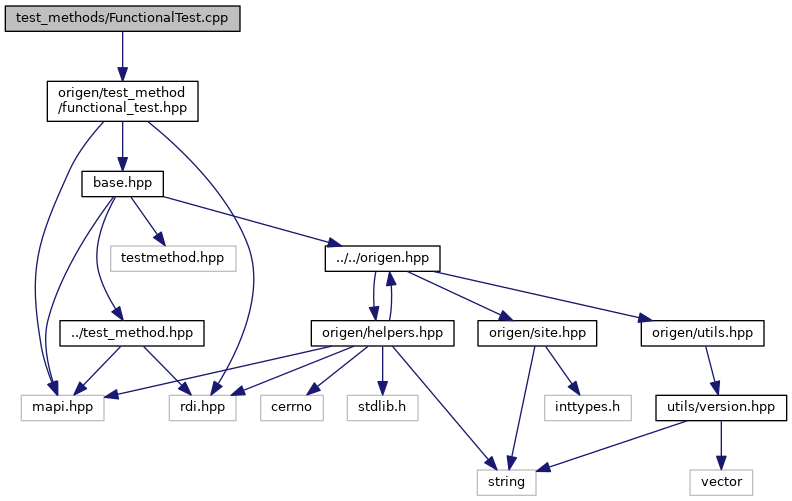 test_methods/FunctionalTest.cpp
origen/test_method
/functional_test.hpp
base.hpp
testmethod.hpp
../../origen.hpp
../test_method.hpp
origen/helpers.hpp
origen/site.hpp
origen/utils.hpp
mapi.hpp
rdi.hpp
cerrno
stdlib.h
inttypes.h
utils/version.hpp
string
vector